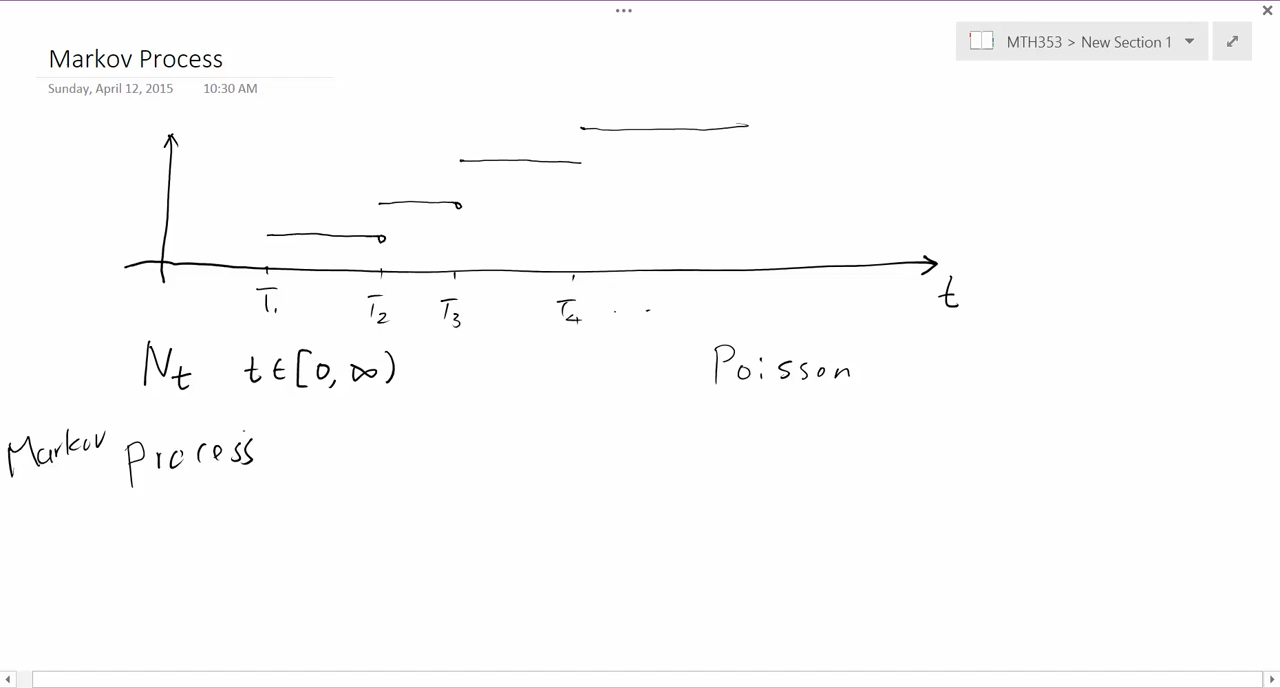 Markov Process
MTH353 > New Section 1
Sunday, April 12, 2015 10:30 AM
T₁ T₂ T₃ T₄ . . .
t
Nₜ t ∈ [0, ∞) Poisson
Markov Process